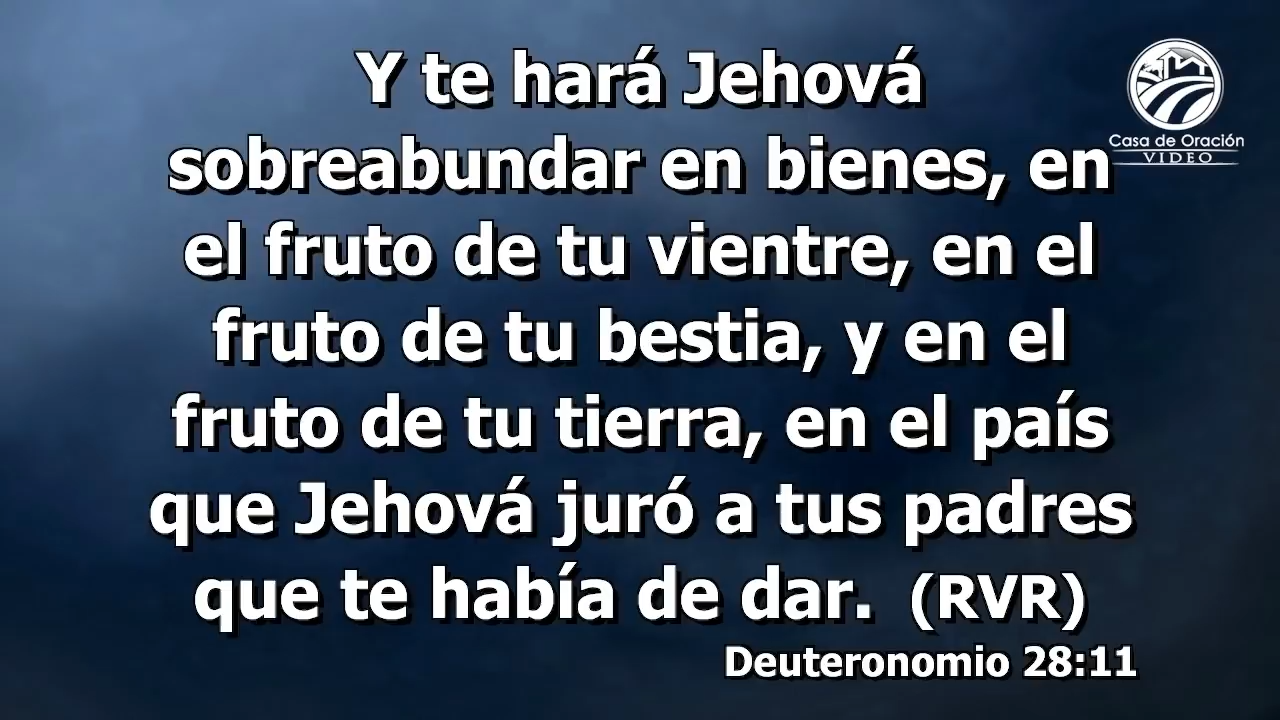 Y te hará Jehová
sobreabundar en bienes, en
el fruto de tu vientre, en el
fruto de tu bestia, y en el
fruto de tu tierra, en el país
que Jehová juró a tus padres
que te había de dar. (RVR)
Deuteronomio 28:11
Casa de Oración
VIDEO